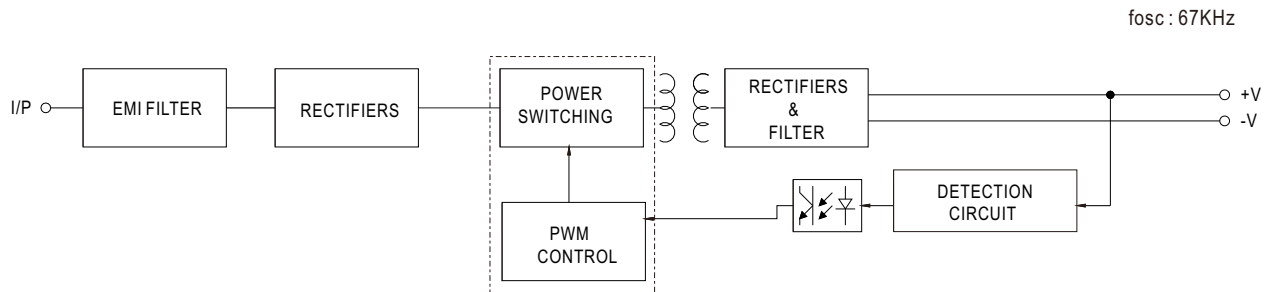 fosc : 67KHz
I/P
EMI FILTER
RECTIFIERS
POWER
SWITCHING
RECTIFIERS
&
FILTER
+V
-V
DETECTION
CIRCUIT
PWM
CONTROL